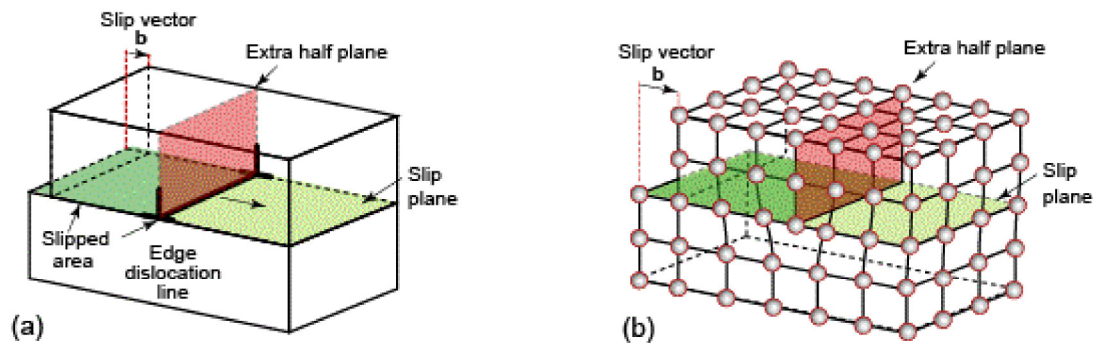 Slip vector
b
Extra half plane
Slip
plane
Slipped
area
Edge
dislocation
line
(a)
Slip vector
b
Extra half plane
Slip
plane
(b)